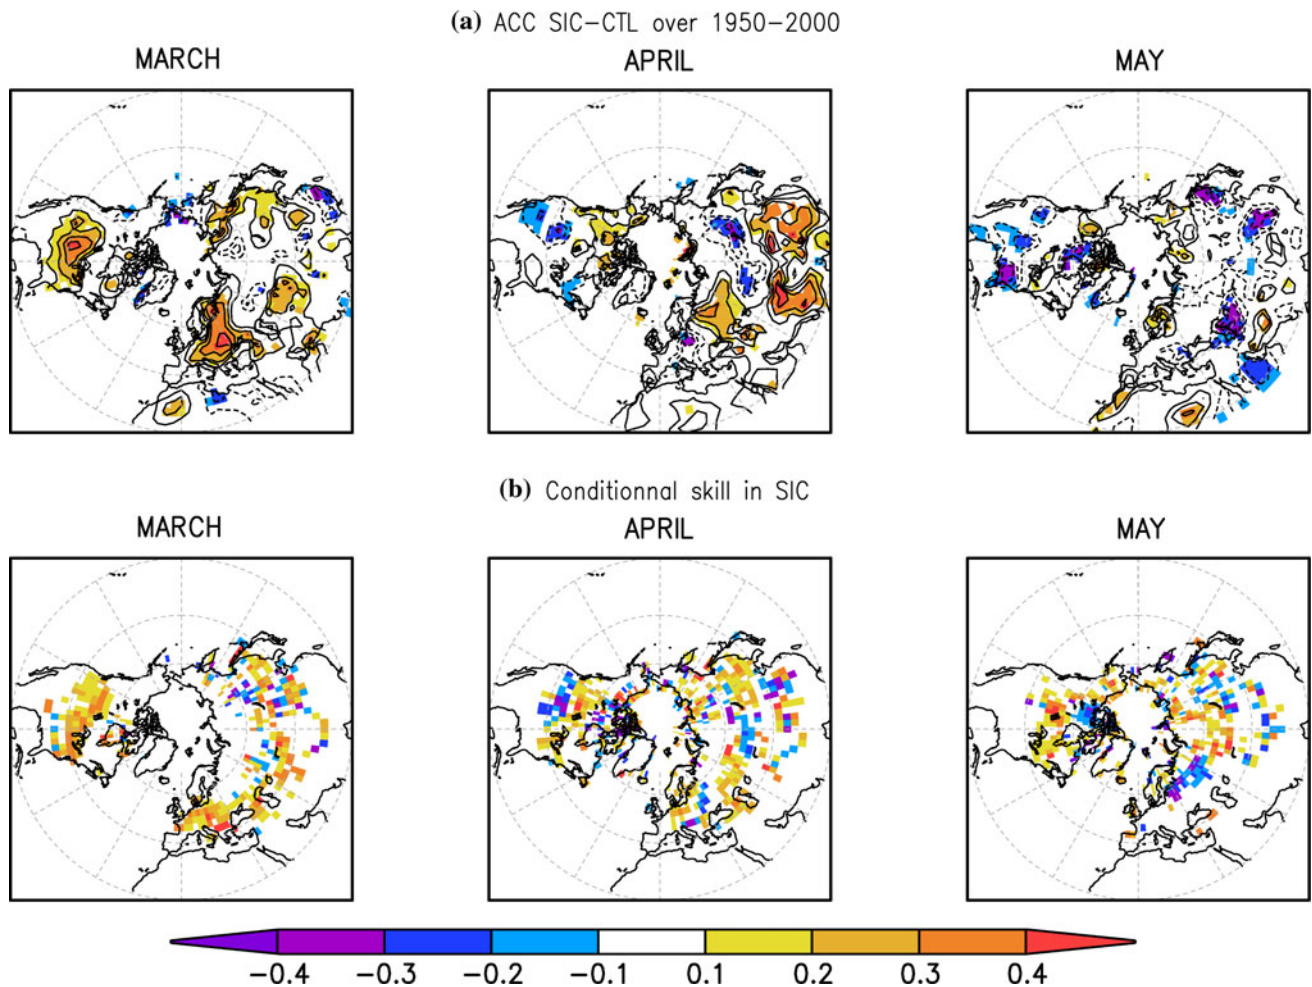 (a) ACC SIC−CTL over 1950−2000
MARCH APRIL MAY
(b) Conditionnal skill in SIC
MARCH APRIL MAY
−0.4 −0.3 −0.2 −0.1 0.1 0.2 0.3 0.4